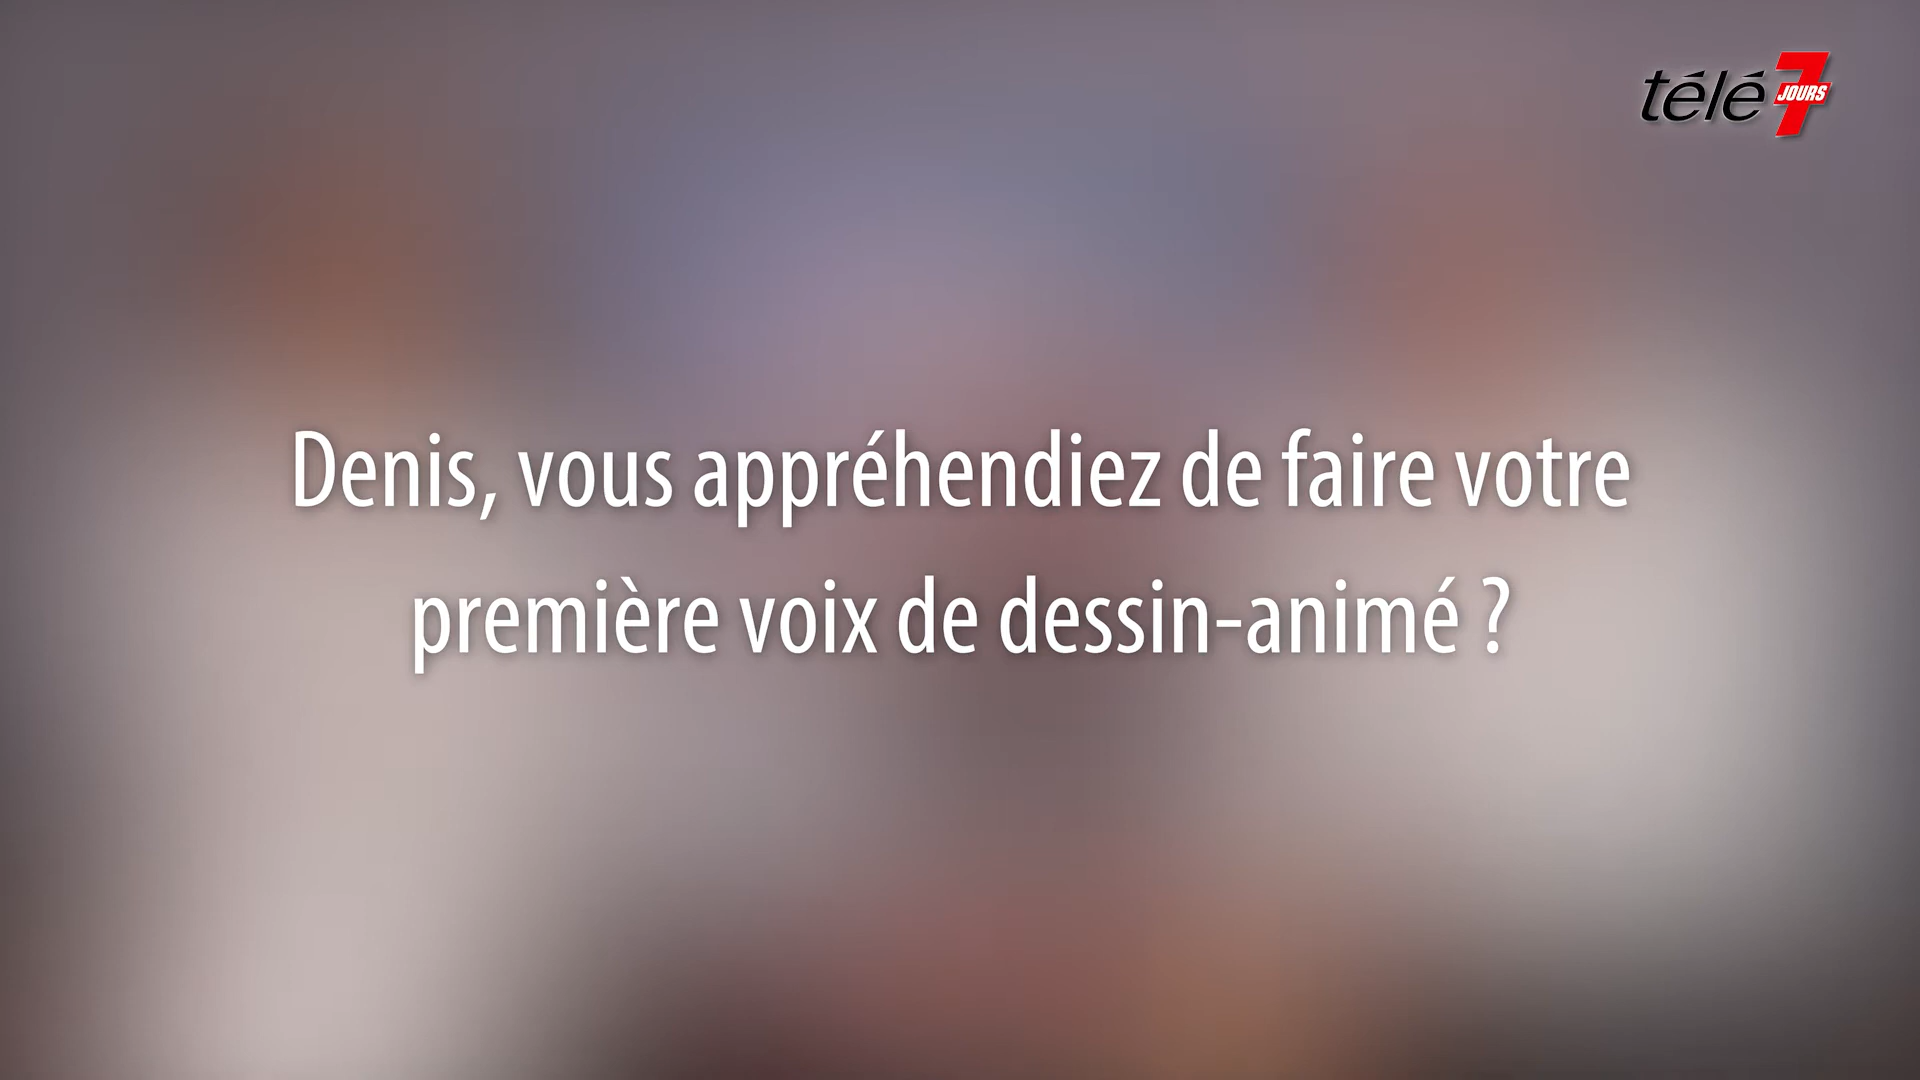 télé 7 JOURS
Denis, vous appréhendiez de faire votre
première voix de dessin-animé ?